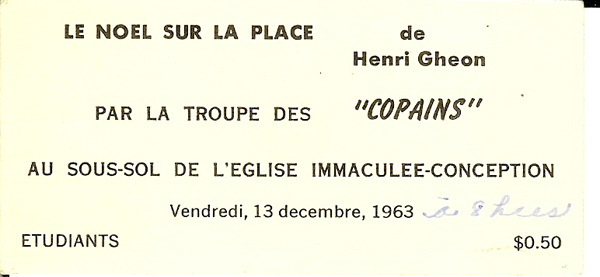 LE NOEL SUR LA PLACE de
Henri Gheon
PAR LA TROUPE DES "COPAINS"
AU SOUS-SOL DE L'EGLISE IMMACULEE-CONCEPTION
Vendredi, 13 decembre, 1963 à 8 hres
ETUDIANTS $0.50